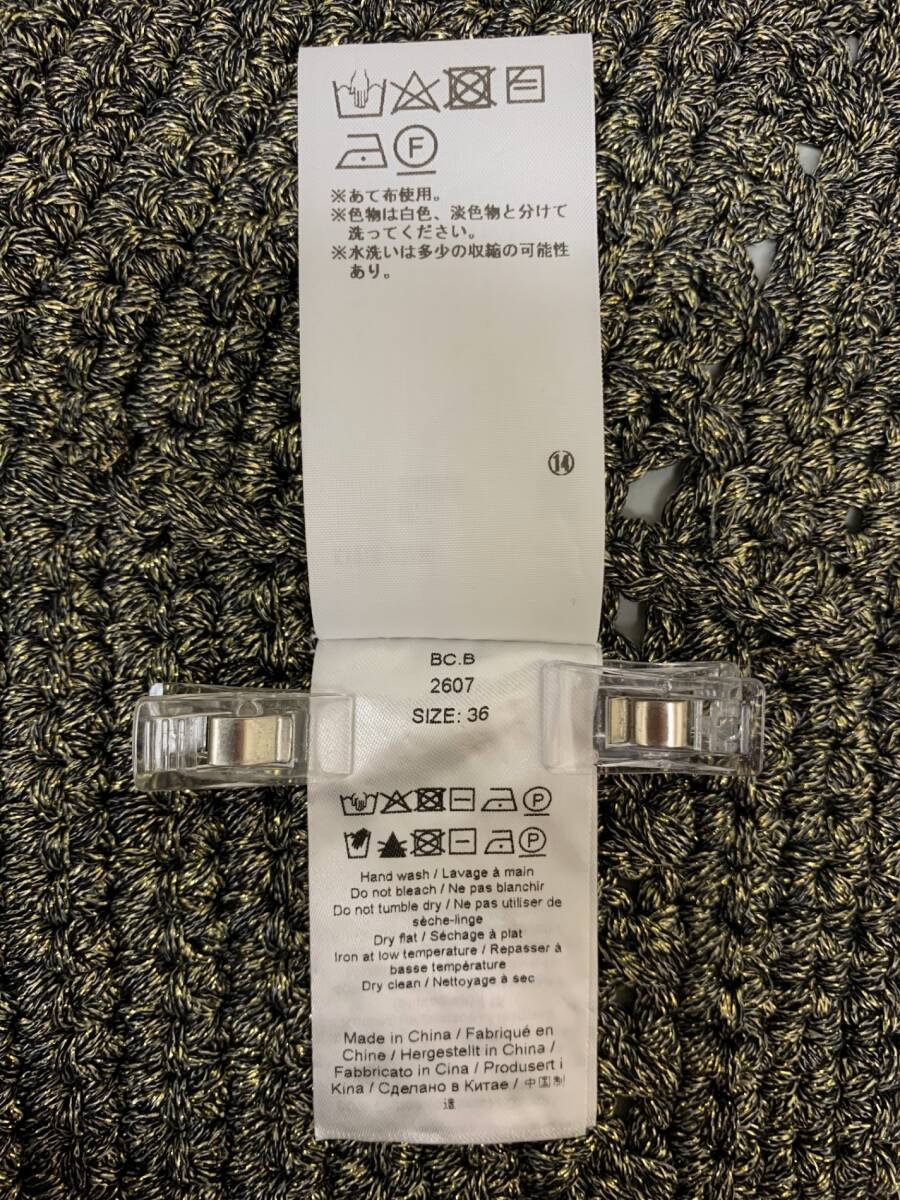 F
※あて布使用。
※色物は白色、淡色物と分けて
洗ってください。
※水洗いは多少の収縮の可能性
あり。
⑭
BC.B
2607
SIZE: 36
P
P
Hand wash / Lavage à main
Do not bleach / Ne pas blanchir
Do not tumble dry / Ne pas utiliser de
sèche-linge
Dry flat / Séchage à plat
Iron at low temperature / Repasser à
basse température
Dry clean / Nettoyage à sec
Made in China / Fabriqué en
Chine / Hergestellt in China /
Fabbricato in Cina / Produsert i
Kina / Сделано в Китае / 中国制
造